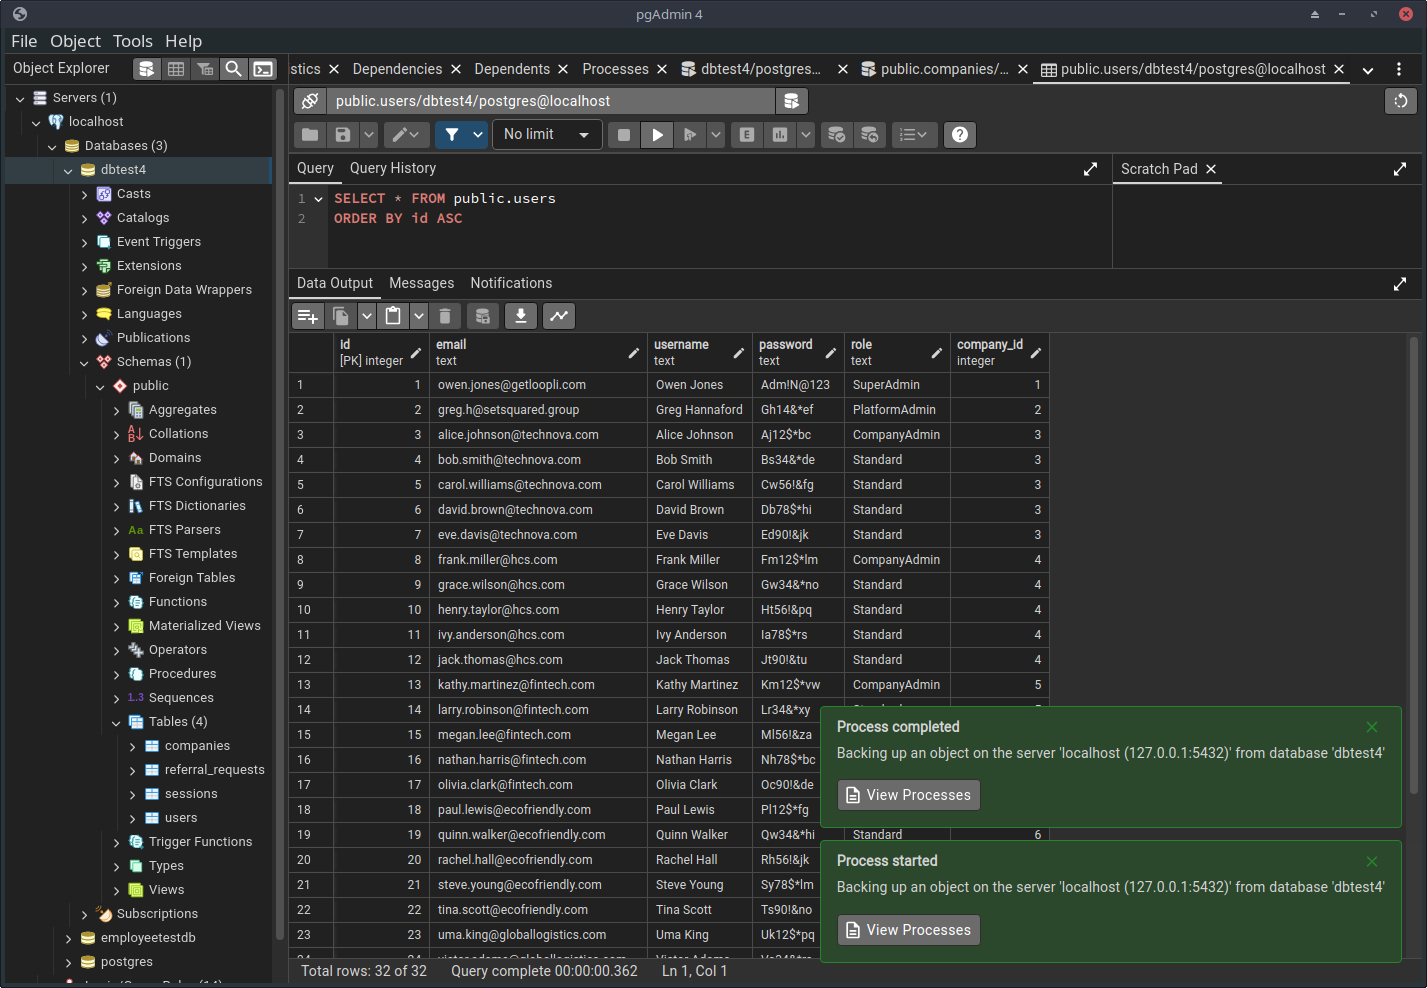 pgAdmin 4
File Object Tools Help
Object Explorer
istics Dependencies Dependents Processes dbtest4/postgres... public.companies/... public.users/dbtest4/postgres@localhost
public.users/dbtest4/postgres@localhost
No limit
Query Query History
Scratch Pad
1 SELECT * FROM public.users
2 ORDER BY id ASC
Data Output Messages Notifications
Servers (1)
localhost
Databases (3)
dbtest4
Casts
Catalogs
Event Triggers
Extensions
Foreign Data Wrappers
Languages
Publications
Schemas (1)
public
Aggregates
Collations
Domains
FTS Configurations
FTS Dictionaries
Aa FTS Parsers
FTS Templates
Foreign Tables
Functions
Materialized Views
Operators
Procedures
1..3 Sequences
Tables (4)
companies
referral_requests
sessions
users
Trigger Functions
Types
Views
Subscriptions
employeetestdb
postgres
id email username password role company_id
[PK] integer text text text text integer
1 1 owen.jones@getloopli.com Owen Jones Adm!N@123 SuperAdmin 1
2 2 greg.h@setsquared.group Greg Hannaford Gh14&*ef PlatformAdmin 2
3 3 alice.johnson@technova.com Alice Johnson Aj12$*bc CompanyAdmin 3
4 4 bob.smith@technova.com Bob Smith Bs34&*de Standard 3
5 5 carol.williams@technova.com Carol Williams Cw56!&fg Standard 3
6 6 david.brown@technova.com David Brown Db78$*hi Standard 3
7 7 eve.davis@technova.com Eve Davis Ed90!&jk Standard 3
8 8 frank.miller@hcs.com Frank Miller Fm12$*lm CompanyAdmin 4
9 9 grace.wilson@hcs.com Grace Wilson Gw34&*no Standard 4
10 10 henry.taylor@hcs.com Henry Taylor Ht56!&pq Standard 4
11 11 ivy.anderson@hcs.com Ivy Anderson Ia78$*rs Standard 4
12 12 jack.thomas@hcs.com Jack Thomas Jt90!&tu Standard 4
13 13 kathy.martinez@fintech.com Kathy Martinez Km12$*vw CompanyAdmin 5
14 14 larry.robinson@fintech.com Larry Robinson Lr34&*xy
15 15 megan.lee@fintech.com Megan Lee Ml56!&za
16 16 nathan.harris@fintech.com Nathan Harris Nh78$*bc
17 17 olivia.clark@fintech.com Olivia Clark Oc90!&de
18 18 paul.lewis@ecofriendly.com Paul Lewis Pl12$*fg
19 19 quinn.walker@ecofriendly.com Quinn Walker Qw34&*hi Standard 6
20 20 rachel.hall@ecofriendly.com Rachel Hall Rh56!&jk
21 21 steve.young@ecofriendly.com Steve Young Sy78$*lm
22 22 tina.scott@ecofriendly.com Tina Scott Ts90!&no
23 23 uma.king@globallogistics.com Uma King Uk12$*pq
Process completed
Backing up an object on the server 'localhost (127.0.0.1:5432)' from database 'dbtest4'
View Processes
Process started
Backing up an object on the server 'localhost (127.0.0.1:5432)' from database 'dbtest4'
View Processes
Total rows: 32 of 32 Query complete 00:00:00.362 Ln 1, Col 1